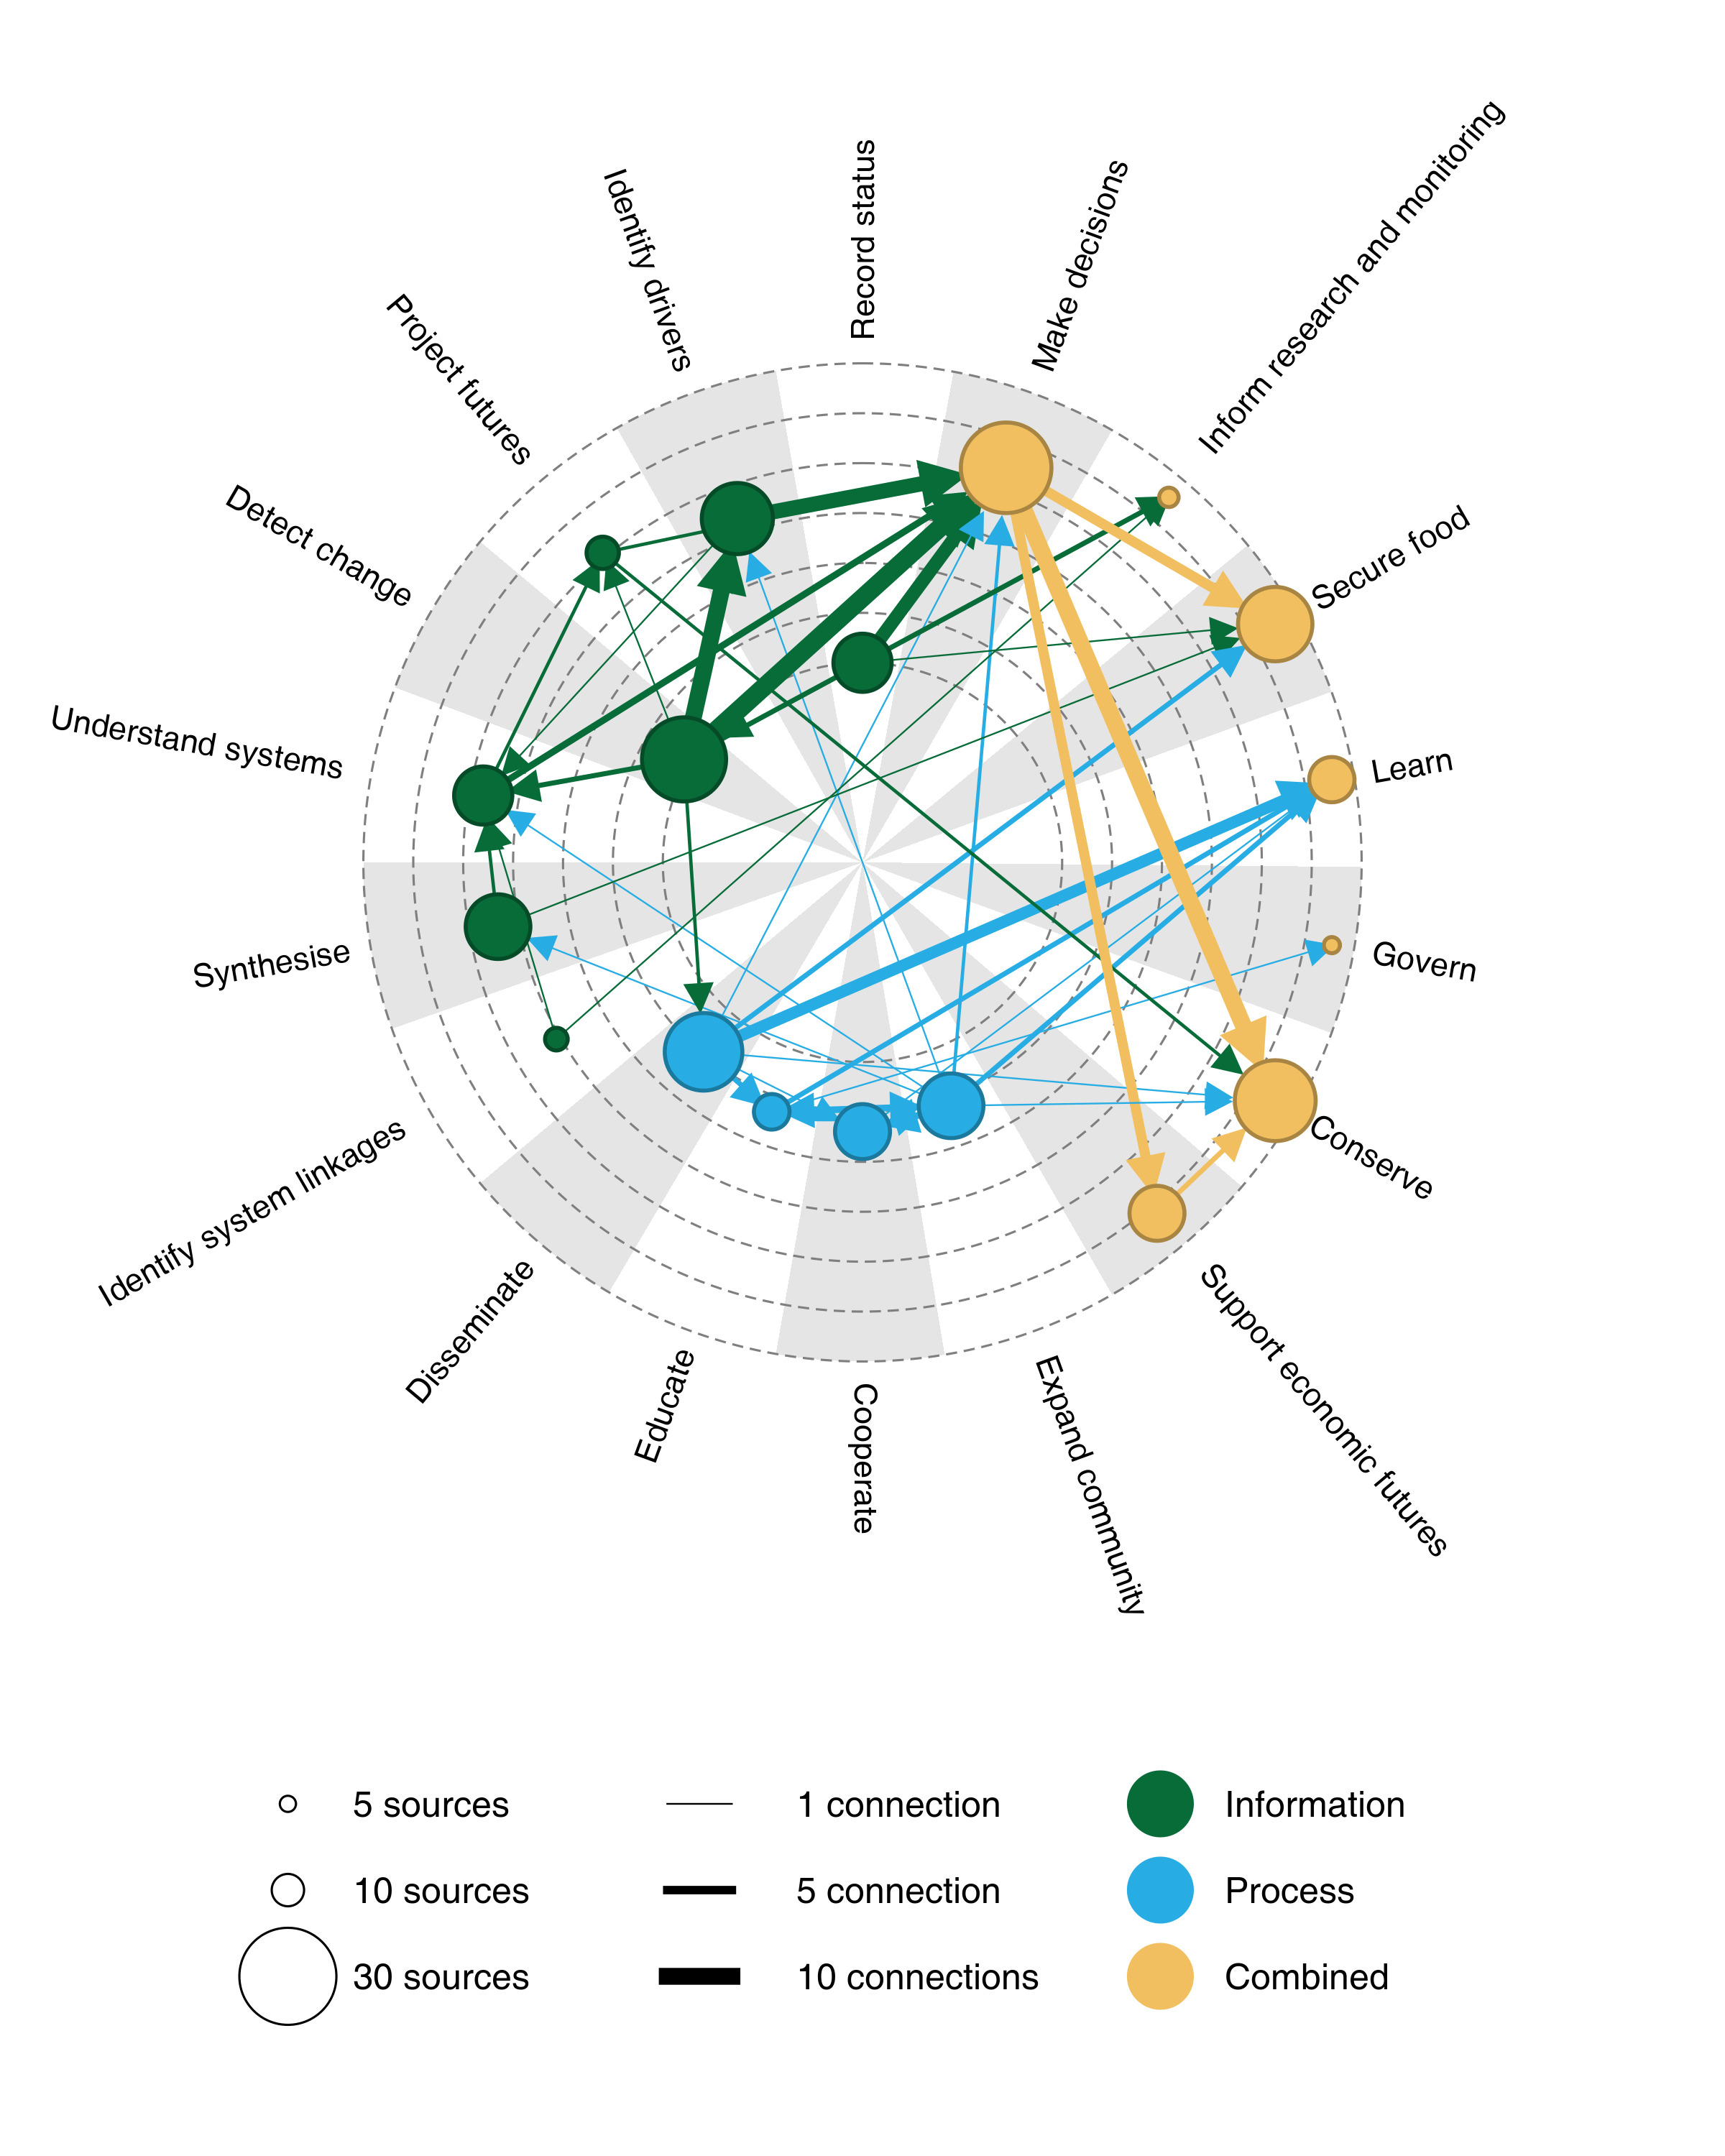 Record status
Make decisions
Inform research and monitoring
Secure food
Learn
Govern
Conserve
Support economic futures
Expand community
Cooperate
Educate
Disseminate
Identify system linkages
Synthesise
Understand systems
Detect change
Project futures
Identify drivers
5 sources
1 connection
Information
10 sources
5 connection
Process
30 sources
10 connections
Combined